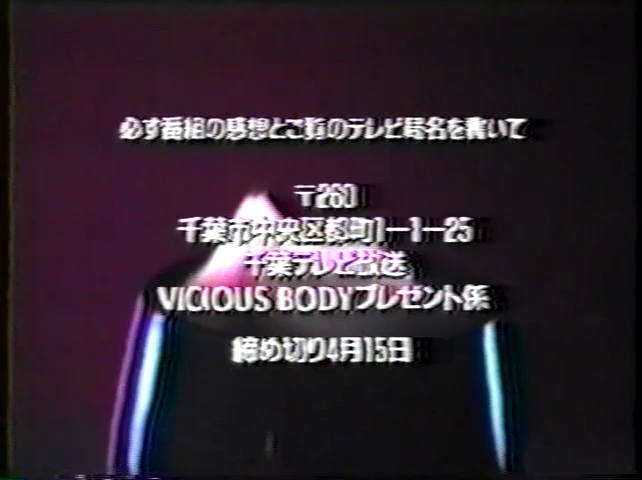 必ず番組の感想とご覧のテレビ局名を書いて
〒260
千葉市中央区都町1-1-25
千葉テレビ放送
VICIOUS BODYプレゼント係
締め切り4月15日